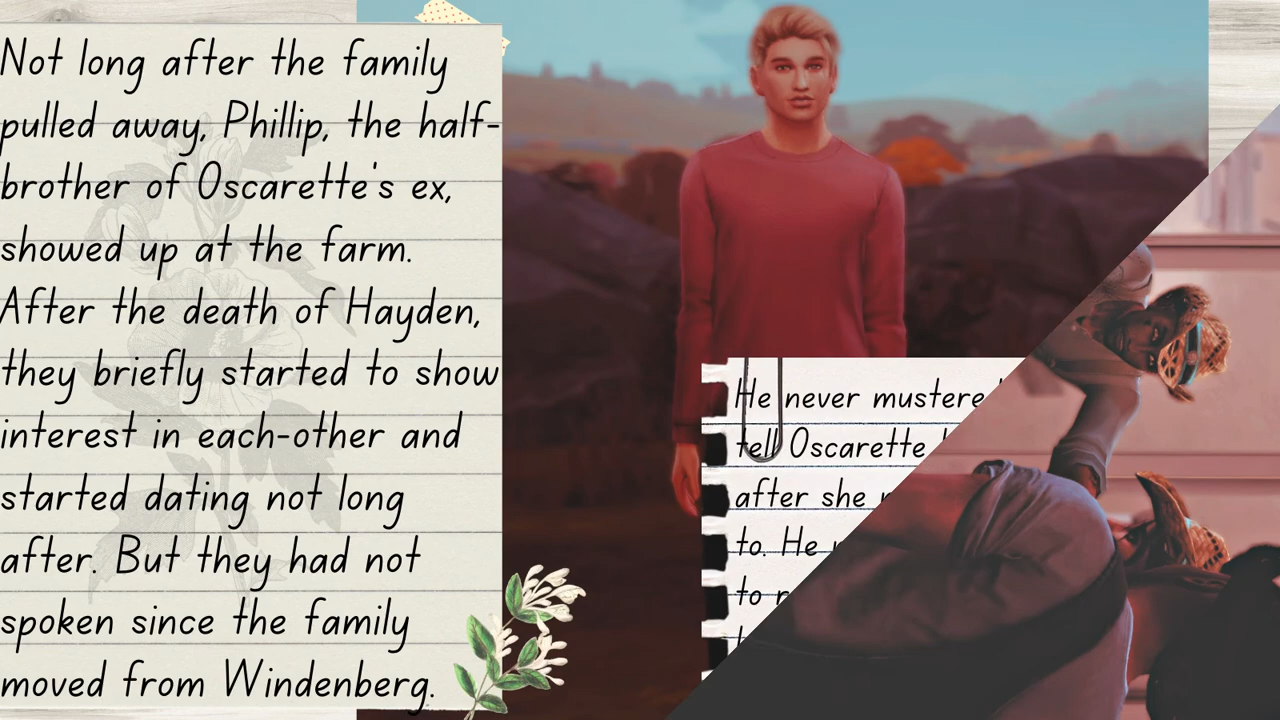 Not long after the family
pulled away, Phillip, the half-
brother of Oscarette's ex,
showed up at the farm.
After the death of Hayden,
they briefly started to show
interest in each-other and
started dating not long
after. But they had not
spoken since the family
moved from Windenberg.
He never
tell Oscarette
after she
to. He
to